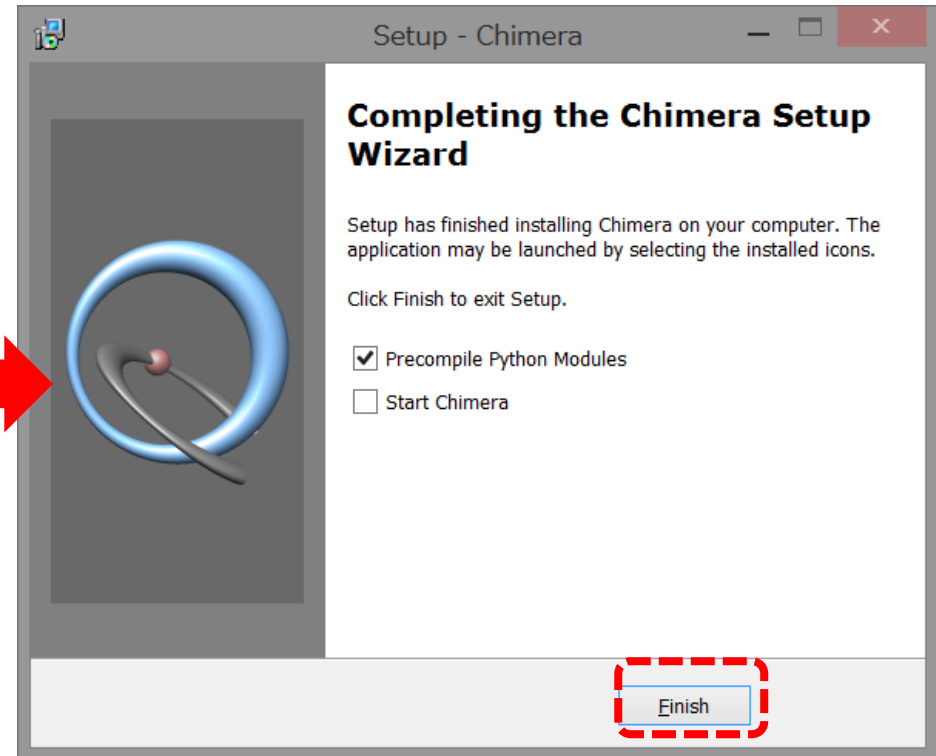 Setup - Chimera
Completing the Chimera Setup
Wizard
Setup has finished installing Chimera on your computer. The
application may be launched by selecting the installed icons.
Click Finish to exit Setup.
Precompile Python Modules
Start Chimera
Finish